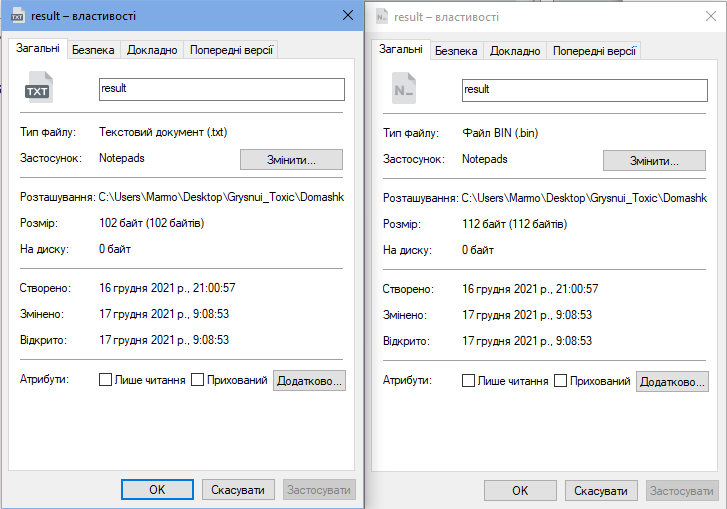 result – властивості
Загальні Безпека Докладно Попередні версії
TXT
result
Тип файлу: Текстовий документ (.txt)
Застосунок: Notepads Змінити...
Розташування: C:\Users\Marmo\Desktop\Grysnui_Toxic\Domashk
Розмір: 102 байт (102 байтів)
На диску: 0 байт
Створено: 16 грудня 2021 р., 21:00:57
Змінено: 17 грудня 2021 р., 9:08:53
Відкрито: 17 грудня 2021 р., 9:08:53
Атрибути: Лише читання Прихований Додатково...
OK Скасувати Застосувати
result – властивості
Загальні Безпека Докладно Попередні версії
N_
result
Тип файлу: Файл BIN (.bin)
Застосунок: Notepads Змінити...
Розташування: C:\Users\Marmo\Desktop\Grysnui_Toxic\Domashk
Розмір: 112 байт (112 байтів)
На диску: 0 байт
Створено: 16 грудня 2021 р., 21:00:57
Змінено: 17 грудня 2021 р., 9:08:53
Відкрито: 17 грудня 2021 р., 9:08:53
Атрибути: Лише читання Прихований Додатково...
OK Скасувати Застосувати